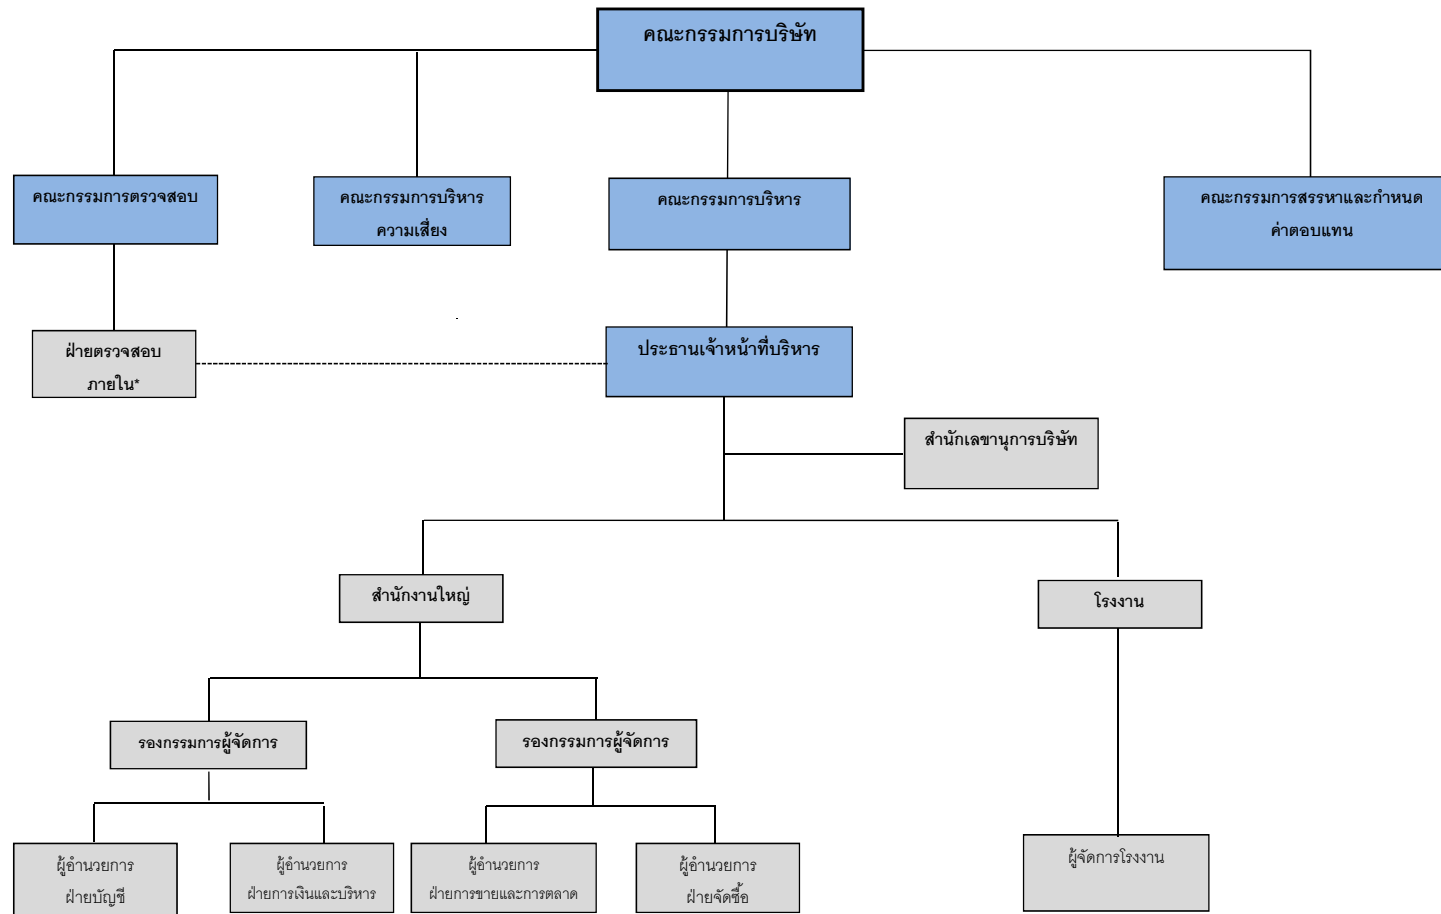 คณะกรรมการบริษัท
คณะกรรมการตรวจสอบ
คณะกรรมการบริหาร
ความเสี่ยง
คณะกรรมการบริหาร
คณะกรรมการสรรหาและกำหนด
ค่าตอบแทน
ฝ่ายตรวจสอบ
ภายใน*
ประธานเจ้าหน้าที่บริหาร
สำนักเลขานุการบริษัท
สำนักงานใหญ่
โรงงาน
รองกรรมการผู้จัดการ
รองกรรมการผู้จัดการ
ผู้อำนวยการ
ฝ่ายบัญชี
ผู้อำนวยการ
ฝ่ายการเงินและบริหาร
ผู้อำนวยการ
ฝ่ายการขายและการตลาด
ผู้อำนวยการ
ฝ่ายจัดซื้อ
ผู้จัดการโรงงาน